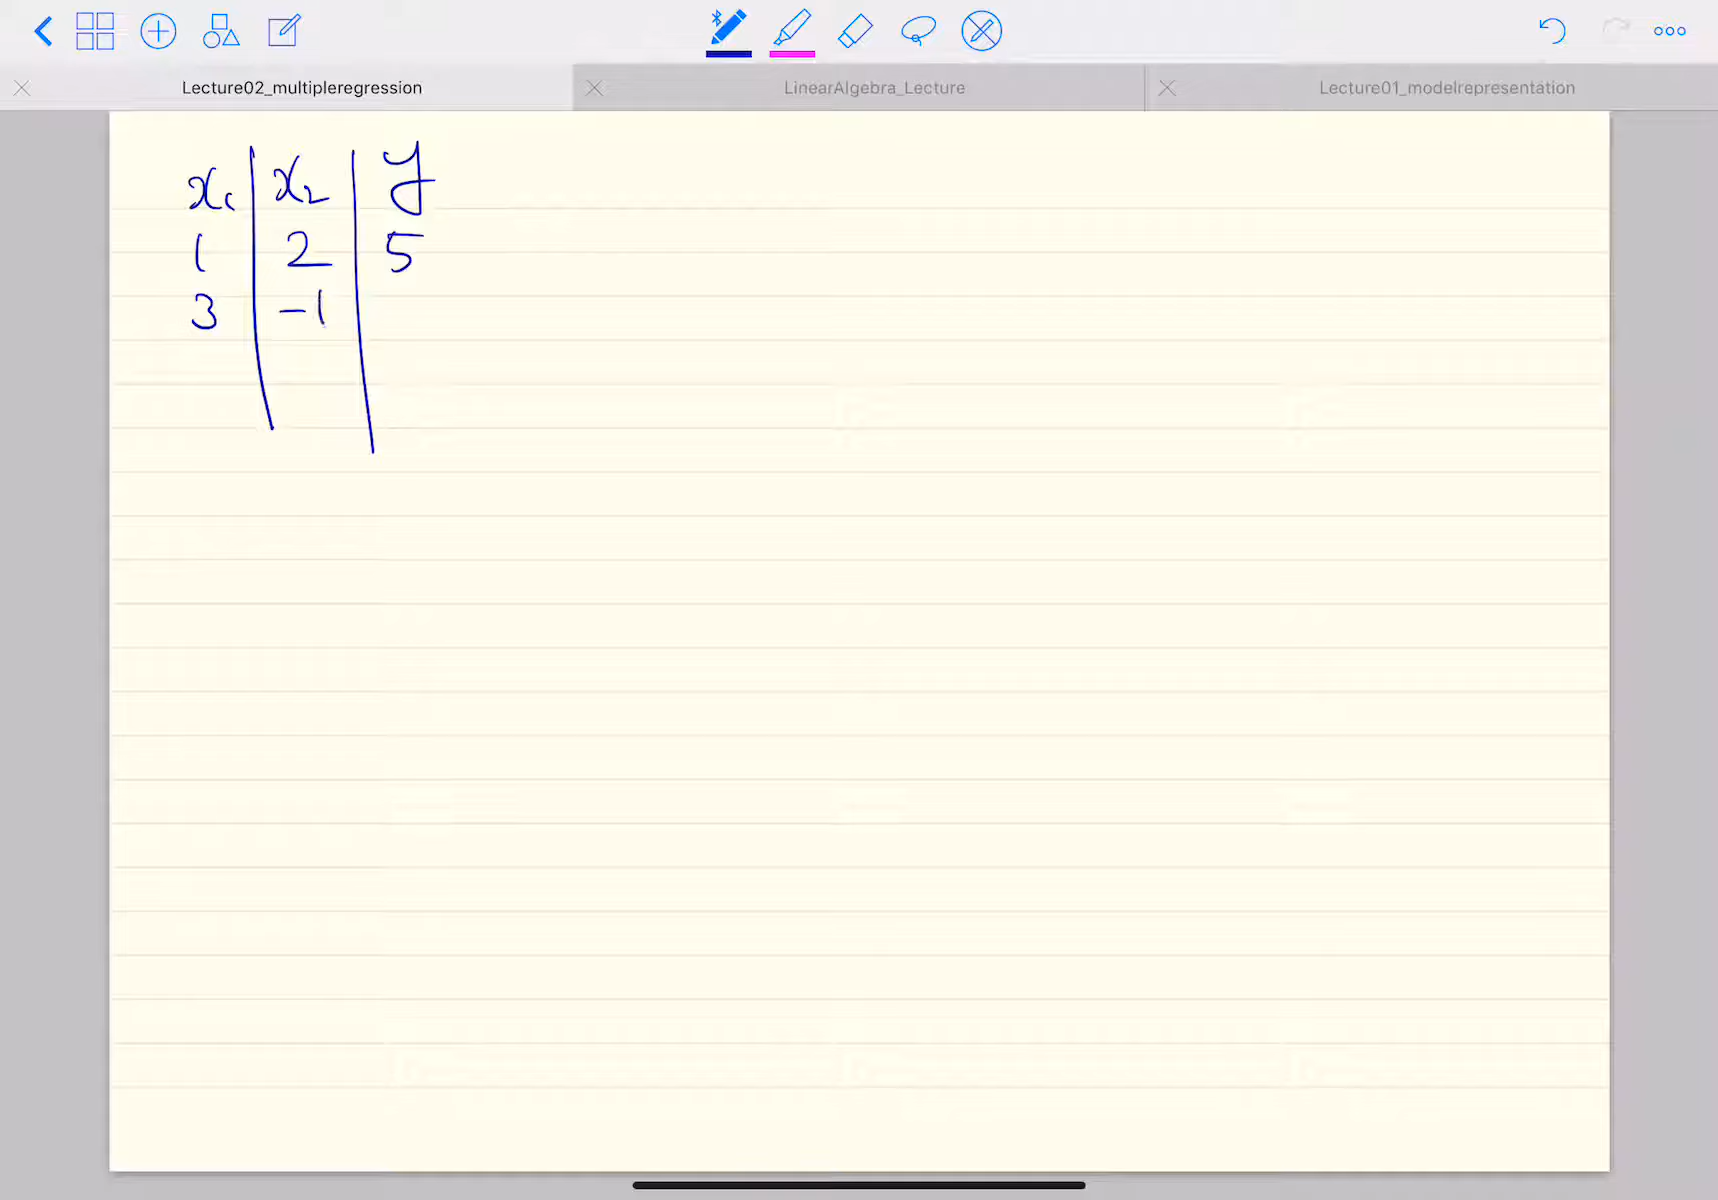 Lecture02_multipleregression
LinearAlgebra_Lecture
Lecture01_modelrepresentation
x₁ x₂ y
1 2 5
3 -1